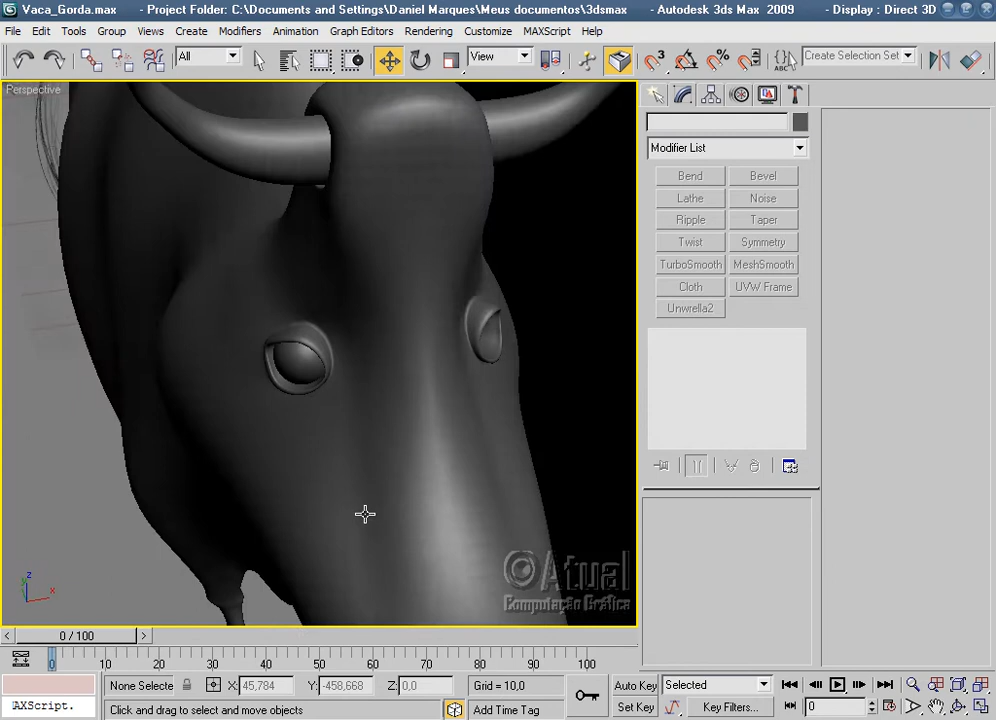 Vaca_Gorda.max - Project Folder: C:\Documents and Settings\Daniel Marques\Meus documentos\3dsmax - Autodesk 3ds Max 2009 - Display : Direct 3D
File Edit Tools Group Views Create Modifiers Animation Graph Editors Rendering Customize MAXScript Help
All View 3 ABC Create Selection Set
Perspective
Modifier List
Bend Bevel
Lathe Noise
Ripple Taper
Twist Symmetry
TurboSmooth MeshSmooth
Cloth UVW Frame
Unwrella2
©Atual
Computação Gráfica
z
y
x
< 0 / 100 >
0 10 20 30 40 50 60 70 80 90 100
None Selecte X: 45,784 Y: -458,668 Z: 0,0 Grid = 10,0 Auto Key Selected
AXScript. Click and drag to select and move objects Add Time Tag Set Key Key Filters... 0